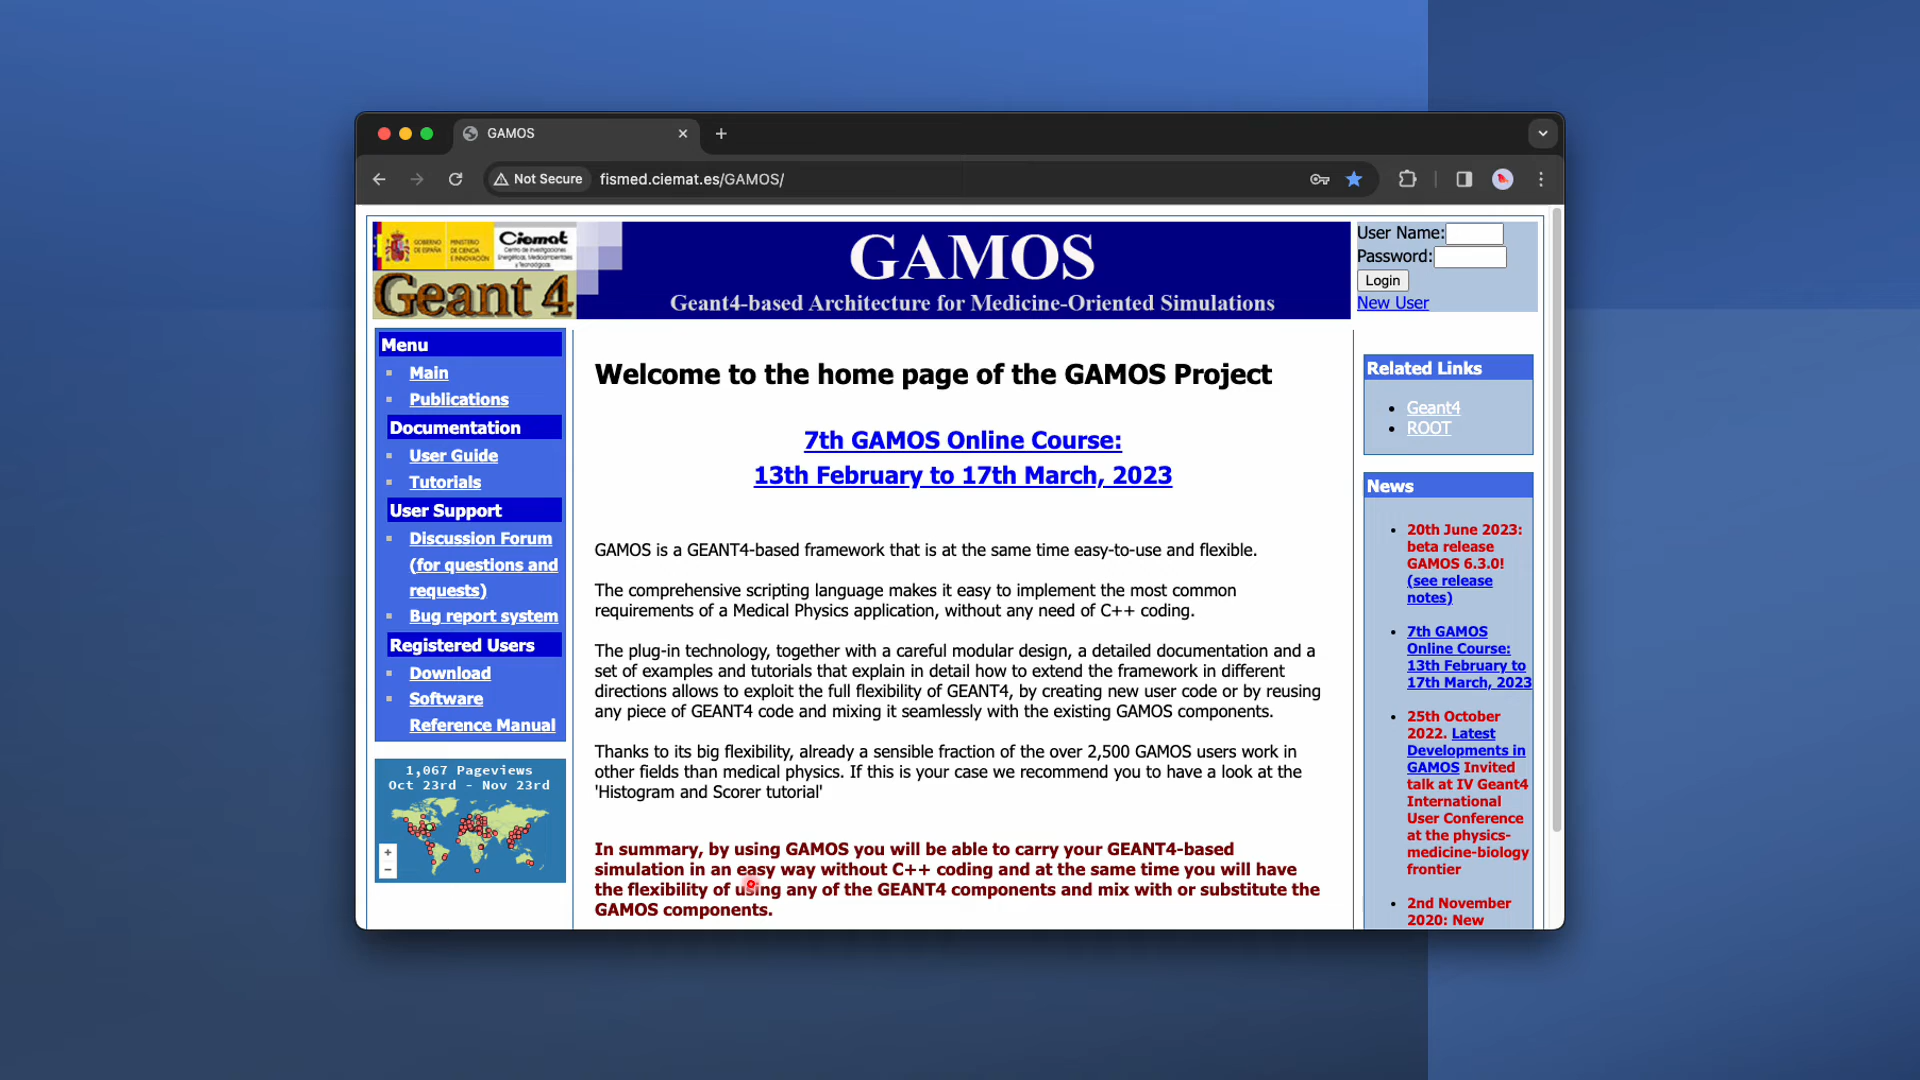 GAMOS
Not Secure
fismed.ciemat.es/GAMOS/
GOBIERNO
DE ESPAÑA
MINISTERIO
DE CIENCIA
E INNOVACIÓN
Ciemat
Centro de Investigaciones
Energéticas, Medioambientales
y Tecnológicas
Geant 4
GAMOS
Geant4-based Architecture for Medicine-Oriented Simulations
User Name:
Password:
Login
New User
Menu
Main
Publications
Documentation
User Guide
Tutorials
User Support
Discussion Forum
(for questions and
requests)
Bug report system
Registered Users
Download
Software
Reference Manual
1,067 Pageviews
Oct 23rd - Nov 23rd
+
−
Welcome to the home page of the GAMOS Project
7th GAMOS Online Course:
13th February to 17th March, 2023
GAMOS is a GEANT4-based framework that is at the same time easy-to-use and flexible.
The comprehensive scripting language makes it easy to implement the most common
requirements of a Medical Physics application, without any need of C++ coding.
The plug-in technology, together with a careful modular design, a detailed documentation and a
set of examples and tutorials that explain in detail how to extend the framework in different
directions allows to exploit the full flexibility of GEANT4, by creating new user code or by reusing
any piece of GEANT4 code and mixing it seamlessly with the existing GAMOS components.
Thanks to its big flexibility, already a sensible fraction of the over 2,500 GAMOS users work in
other fields than medical physics. If this is your case we recommend you to have a look at the
'Histogram and Scorer tutorial'
In summary, by using GAMOS you will be able to carry your GEANT4-based
simulation in an easy way without C++ coding and at the same time you will have
the flexibility of using any of the GEANT4 components and mix with or substitute the
GAMOS components.
Related Links
Geant4
ROOT
News
20th June 2023:
beta release
GAMOS 6.3.0!
(see release
notes)
7th GAMOS
Online Course:
13th February to
17th March, 2023
25th October
2022. Latest
Developments in
GAMOS Invited
talk at IV Geant4
International
User Conference
at the physics-
medicine-biology
frontier
2nd November
2020: New